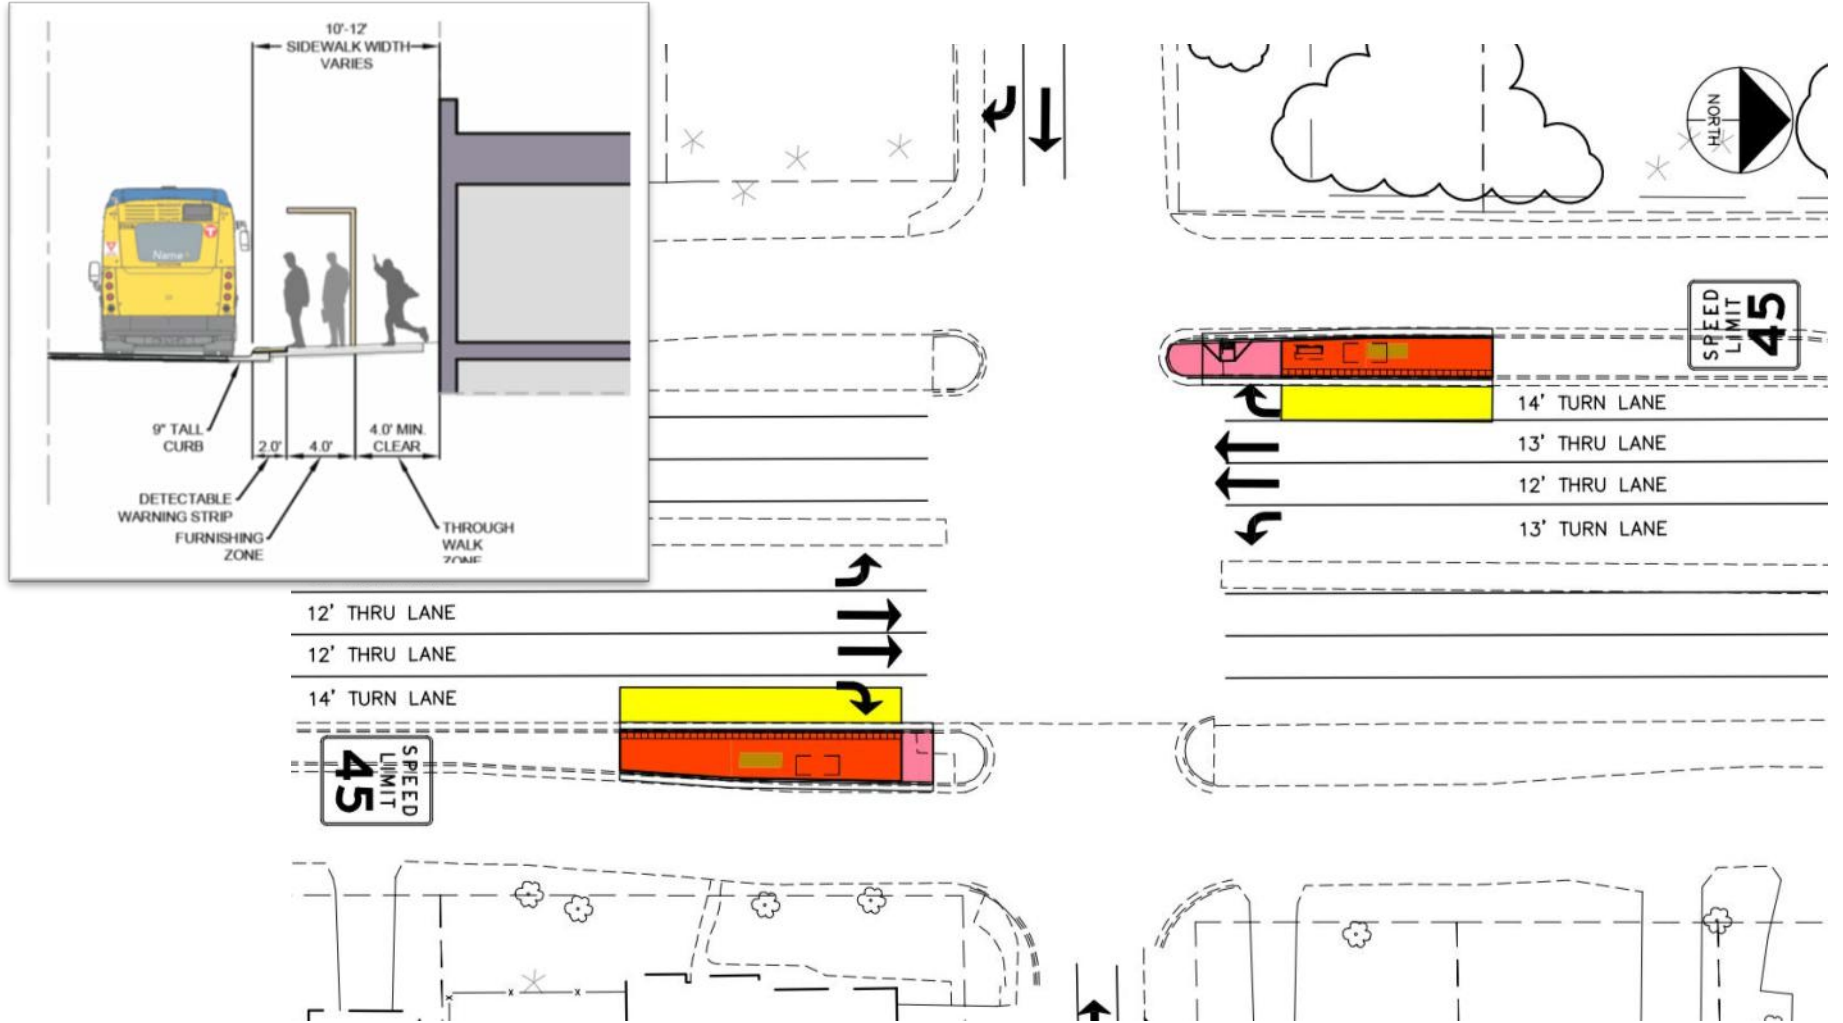 10'-12'
SIDEWALK WIDTH
VARIES
Name
9" TALL
CURB
2.0'
4.0'
4.0' MIN.
CLEAR
DETECTABLE
WARNING STRIP
FURNISHING
ZONE
THROUGH
WALK
ZONE
NORTH
SPEED
LIMIT
45
14' TURN LANE
13' THRU LANE
12' THRU LANE
13' TURN LANE
12' THRU LANE
12' THRU LANE
14' TURN LANE
SPEED
LIMIT
45